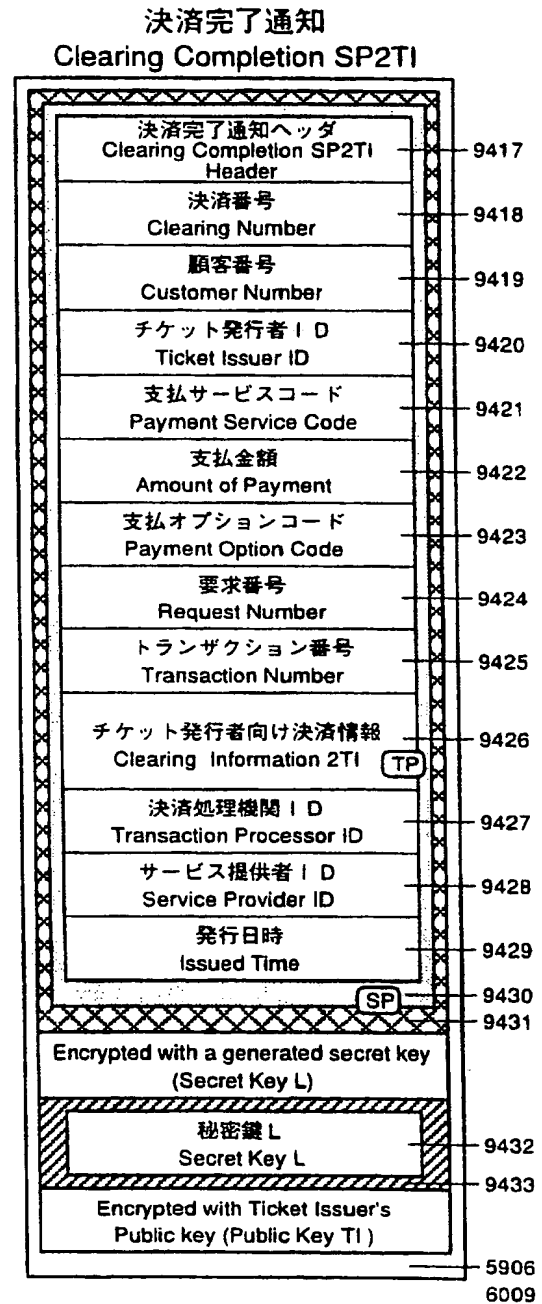 決済完了通知
Clearing Completion SP2TI
決済完了通知ヘッダ
Clearing Completion SP2TI
Header
9417
決済番号
Clearing Number
9418
顧客番号
Customer Number
9419
チケット発行者ＩＤ
Ticket Issuer ID
9420
支払サービスコード
Payment Service Code
9421
支払金額
Amount of Payment
9422
支払オプションコード
Payment Option Code
9423
要求番号
Request Number
9424
トランザクション番号
Transaction Number
9425
チケット発行者向け決済情報
Clearing Information 2TI
TP
9426
決済処理機関ＩＤ
Transaction Processor ID
9427
サービス提供者ＩＤ
Service Provider ID
9428
発行日時
Issued Time
9429
SP
9430
9431
Encrypted with a generated secret key
(Secret Key L)
秘密鍵L
Secret Key L
9432
9433
Encrypted with Ticket Issuer's
Public key (Public Key TI )
5906
6009